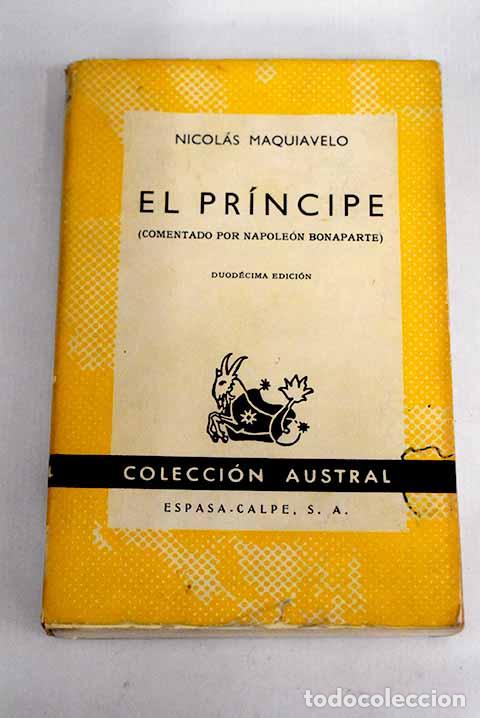 NICOLÁS MAQUIAVELO
EL PRÍNCIPE
(COMENTADO POR NAPOLEÓN BONAPARTE)
DUODÉCIMA EDICIÓN
COLECCIÓN AUSTRAL
ESPASA-CALPE, S. A.
todocoleccion